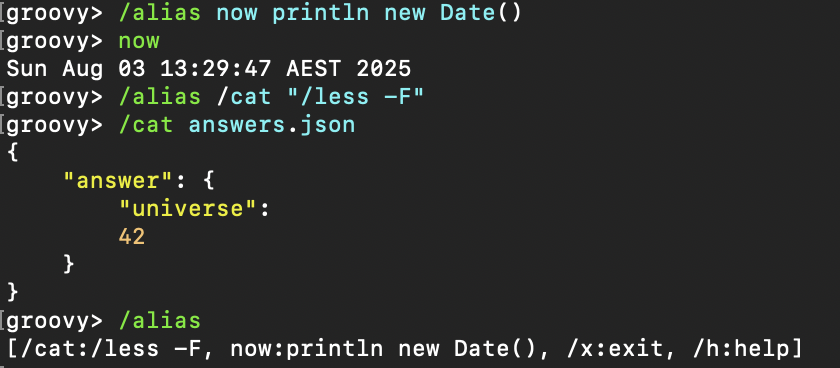 groovy> /alias now println new Date()
groovy> now
Sun Aug 03 13:29:47 AEST 2025
groovy> /alias /cat "/less -F"
groovy> /cat answers.json
{
    "answer": {
        "universe":
        42
    }
}
groovy> /alias
[/cat:/less -F, now:println new Date(), /x:exit, /h:help]